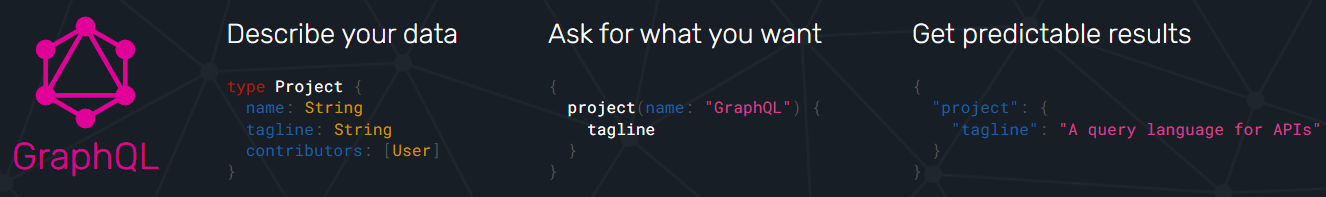 GraphQL
Describe your data
type Project {
  name: String
  tagline: String
  contributors: [User]
}
Ask for what you want
{
  project(name: "GraphQL") {
    tagline
  }
}
Get predictable results
{
  "project": {
    "tagline": "A query language for APIs"
  }
}